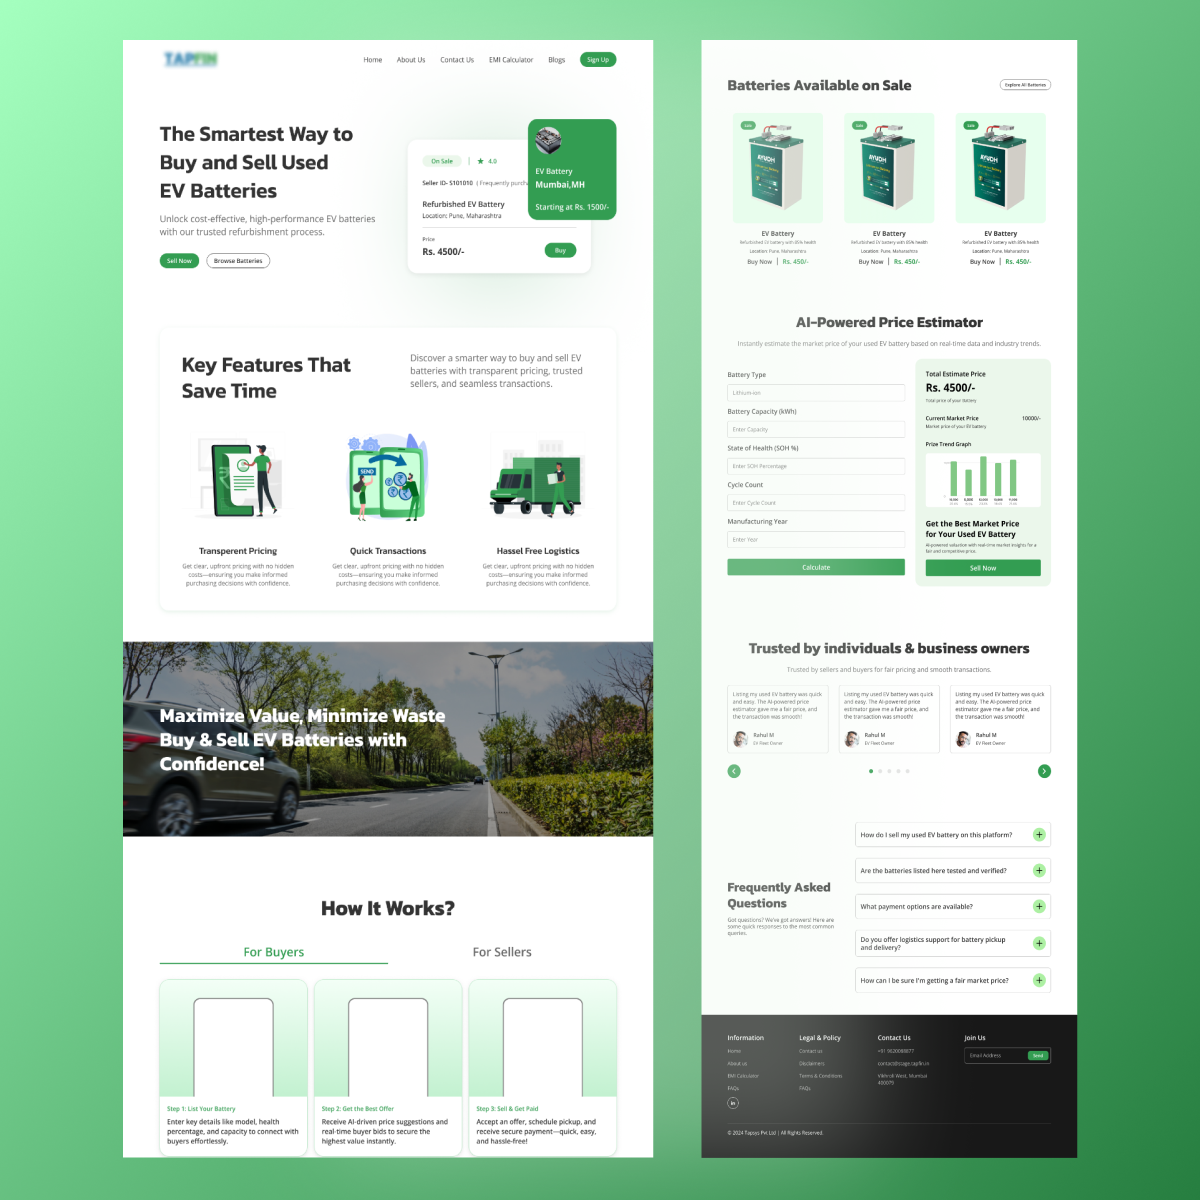 TAPFIN
Home
About Us
Contact Us
EMI Calculator
Blogs
Sign Up
The Smartest Way to
Buy and Sell Used
EV Batteries
Unlock cost-effective, high-performance EV batteries
with our trusted refurbishment process.
Sell Now
Browse Batteries
On Sale
4.0
Seller ID- S101010 | Frequently purch
Refurbished EV Battery
Location: Pune, Maharashtra
Price
Rs. 4500/-
Buy
EV Battery
Mumbai,MH
Starting at Rs. 1500/-
Key Features That
Save Time
Discover a smarter way to buy and sell EV
batteries with transparent pricing, trusted
sellers, and seamless transactions.
SEND
Transperent Pricing
Get clear, upfront pricing with no hidden
costs—ensuring you make informed
purchasing decisions with confidence.
Quick Transactions
Get clear, upfront pricing with no hidden
costs—ensuring you make informed
purchasing decisions with confidence.
Hassel Free Logistics
Get clear, upfront pricing with no hidden
costs—ensuring you make informed
purchasing decisions with confidence.
Maximize Value, Minimize Waste
Buy & Sell EV Batteries with
Confidence!
How It Works?
For Buyers
For Sellers
Step 1: List Your Battery
Enter key details like model, health
percentage, and capacity to connect with
buyers effortlessly.
Step 2: Get the Best Offer
Receive AI-driven price suggestions and
real-time buyer bids to secure the
highest value instantly.
Step 3: Sell & Get Paid
Accept an offer, schedule pickup, and
receive secure payment—quick, easy,
and hassle-free!
Batteries Available on Sale
Explore All Batteries
Sale
AYUDH
EV Battery
Refurbished EV battery with 85% health
Location: Pune, Maharashtra
Buy Now | Rs. 450/-
Sale
AYUDH
EV Battery
Refurbished EV battery with 85% health
Location: Pune, Maharashtra
Buy Now | Rs. 450/-
Sale
AYUDH
EV Battery
Refurbished EV battery with 85% health
Location: Pune, Maharashtra
Buy Now | Rs. 450/-
AI-Powered Price Estimator
Instantly estimate the market price of your used EV battery based on real-time data and industry trends.
Battery Type
Lithium-ion
Battery Capacity (kWh)
Enter Capacity
State of Health (SOH %)
Enter SOH Percentage
Cycle Count
Enter Cycle Count
Manufacturing Year
Enter Year
Calculate
Total Estimate Price
Rs. 4500/-
Total price of your Battery
Current Market Price
10000/-
Market price of your EV battery
Prize Trend Graph
Get the Best Market Price
for Your Used EV Battery
AI-powered valuation with real-time market insights for a
fair and competitive price.
Sell Now
Trusted by individuals & business owners
Trusted by sellers and buyers for fair pricing and smooth transactions.
Listing my used EV battery was quick
and easy. The AI-powered price
estimator gave me a fair price, and
the transaction was smooth!
Rahul M
EV Fleet Owner
Listing my used EV battery was quick
and easy. The AI-powered price
estimator gave me a fair price, and
the transaction was smooth!
Rahul M
EV Fleet Owner
Listing my used EV battery was quick
and easy. The AI-powered price
estimator gave me a fair price, and
the transaction was smooth!
Rahul M
EV Fleet Owner
Frequently Asked
Questions
Got questions? We've got answers! Here are
some quick responses to the most common
queries.
How do I sell my used EV battery on this platform?
Are the batteries listed here tested and verified?
What payment options are available?
Do you offer logistics support for battery pickup
and delivery?
How can I be sure I'm getting a fair market price?
Information
Home
About us
EMI Calculator
FAQs
in
Legal & Policy
Contact us
Disclaimers
Terms & Conditions
FAQs
Contact Us
contact@stage.tapfin.in
Vikhroli West, Mumbai
400079
Join Us
Email Address
Send
© 2024 Tapsys Pvt Ltd | All Rights Reserved.